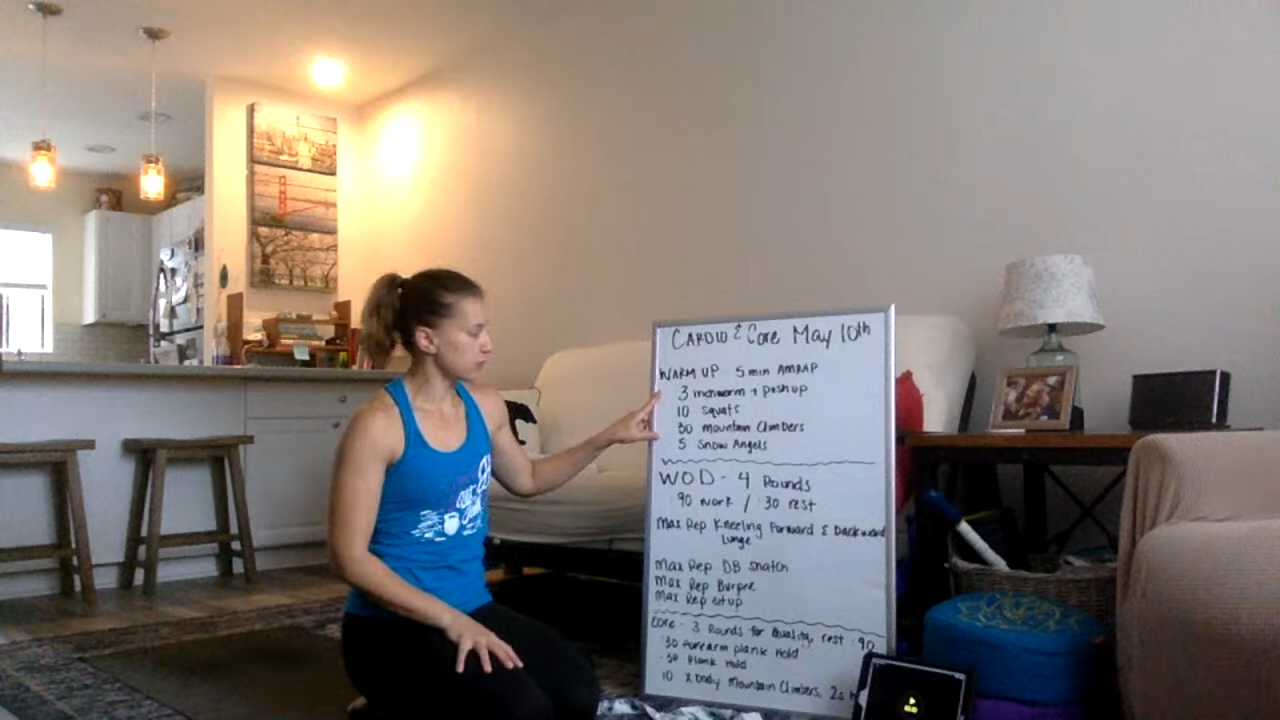 CARDIO & Core May 10th
WARM UP 5 min AMRAP
3 inchworm + pushup
10 squats
30 mountain Climbers
5 Snow Angels
WOD - 4 Rounds
:90 work / :30 rest
Max Rep Kneeling Forward & backward
lunge
Max Rep DB snatch
Max Rep Burpee
Max Rep situp
Core - 3 Rounds for Quality, rest :90
:30 forearm plank Hold
:30 Plank Hold
10 x body Mountain Climbers, 2s